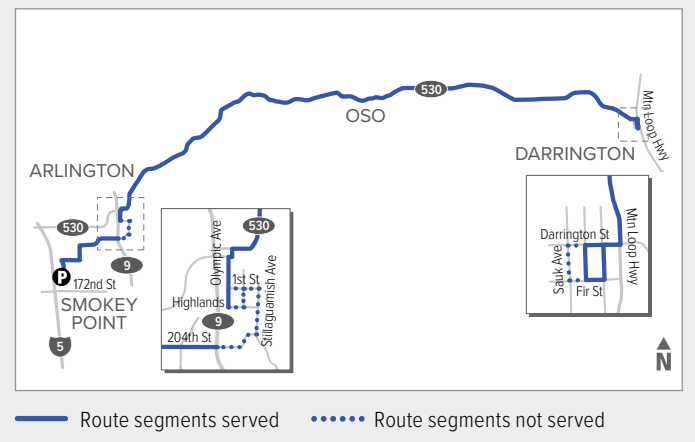 530
OSO
Mtn Loop Hwy
DARRINGTON
ARLINGTON
530
9
P
172nd St
SMOKEY
POINT
5
530
Olympic Ave
1st St
Stillaguamish Ave
Highlands
9
204th St
Darrington St
Mtn Loop Hwy
Sauk Ave
Fir St
N
Route segments served
Route segments not served